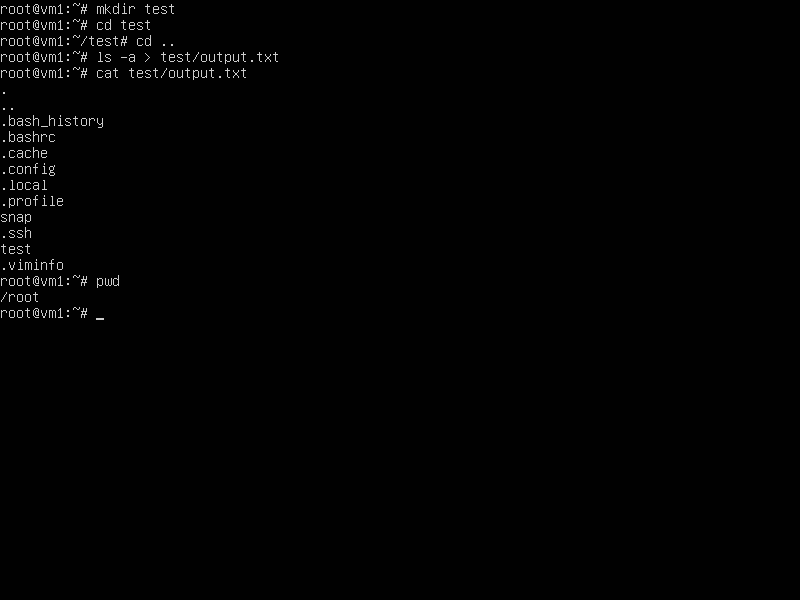 root@vm1:~# mkdir test
root@vm1:~# cd test
root@vm1:~/test# cd ..
root@vm1:~# ls -a > test/output.txt
root@vm1:~# cat test/output.txt
.
..
.bash_history
.bashrc
.cache
.config
.local
.profile
snap
.ssh
test
.viminfo
root@vm1:~# pwd
/root
root@vm1:~# _